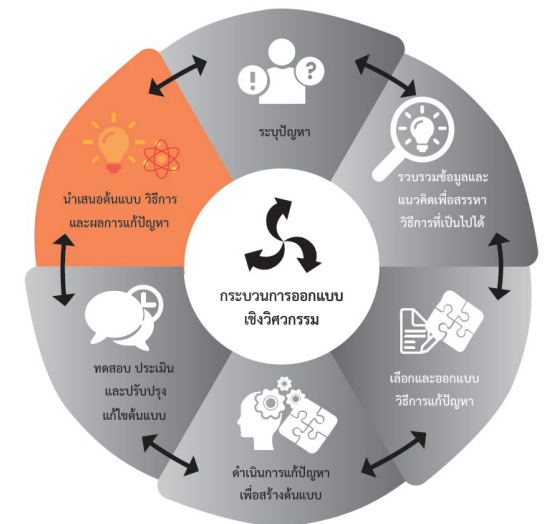 ระบุปัญหา
รวบรวมข้อมูลและ
แนวคิดเพื่อสรรหา
วิธีการที่เป็นไปได้
เลือกและออกแบบ
วิธีการแก้ปัญหา
ดำเนินการแก้ปัญหา
เพื่อสร้างต้นแบบ
ทดสอบ ประเมิน
และปรับปรุง
แก้ไขต้นแบบ
นำเสนอต้นแบบ วิธีการ
และผลการแก้ปัญหา
กระบวนการออกแบบ
เชิงวิศวกรรม